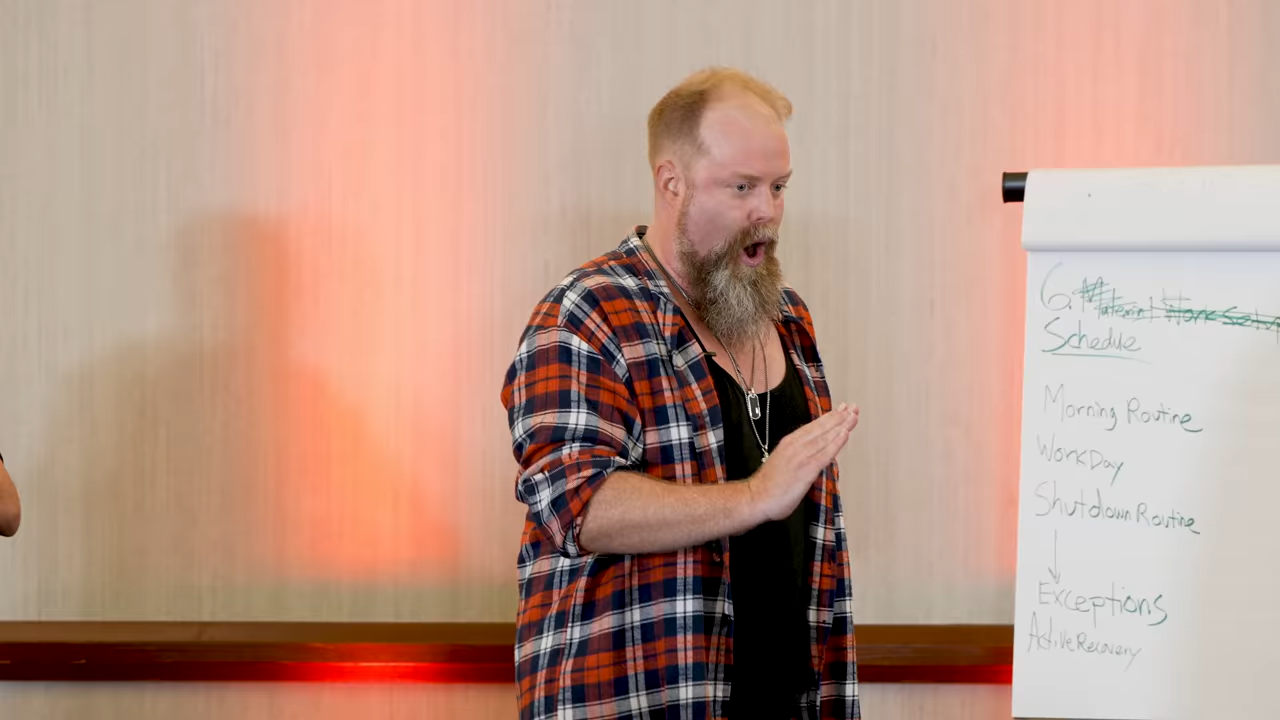 6.
Schedule
Morning Routine
WorkDay
Shutdown Routine
Exceptions
Active Recovery